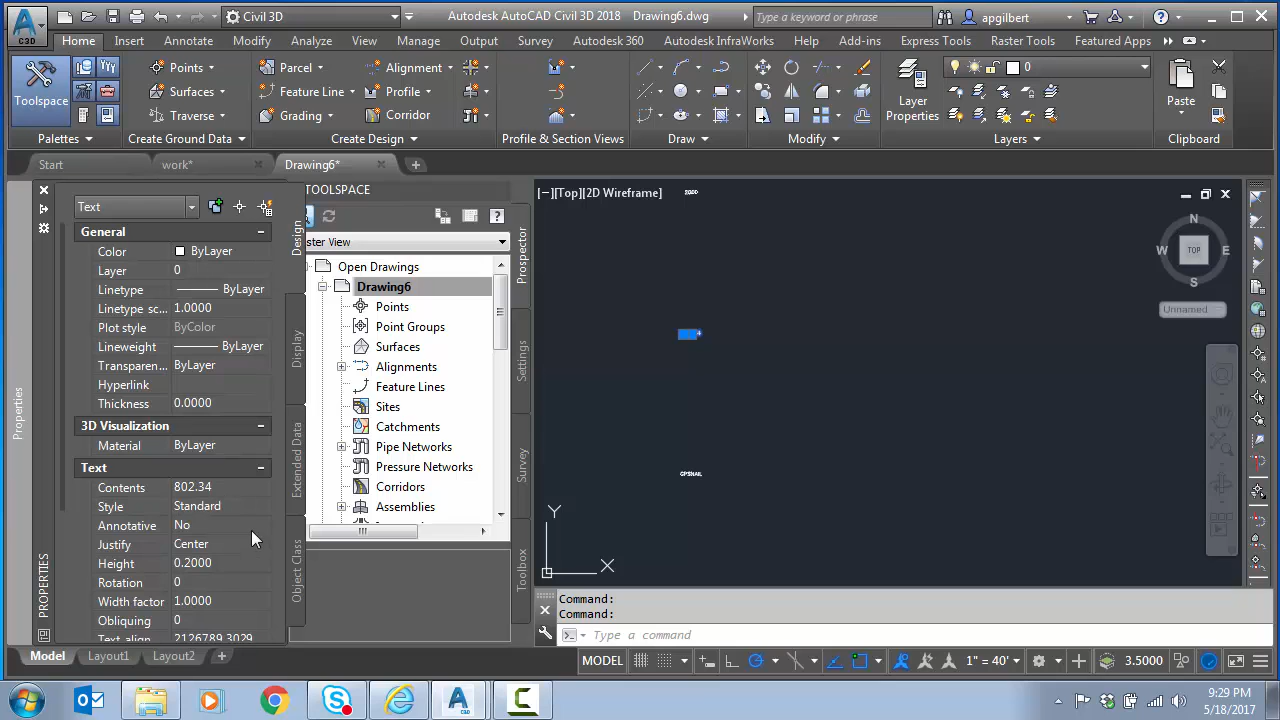 Civil 3D
Autodesk AutoCAD Civil 3D 2018 Drawing6.dwg
Type a keyword or phrase
apgilbert
C3D
Home Insert Annotate Modify Analyze View Manage Output Survey Autodesk 360 Autodesk InfraWorks Help Add-ins Express Tools Raster Tools Featured Apps
Toolspace
Points
Surfaces
Traverse
Parcel
Feature Line
Grading
Alignment
Profile
Corridor
Layer
Properties
0
Paste
Palettes
Create Ground Data
Create Design
Profile & Section Views
Draw
Modify
Layers
Clipboard
Start
work*
Drawing6*
Text
General
Color ByLayer
Layer 0
Linetype ByLayer
Linetype sc... 1.0000
Plot style ByColor
Lineweight ByLayer
Transparen... ByLayer
Hyperlink
Thickness 0.0000
3D Visualization
Material ByLayer
Text
Contents 802.34
Style Standard
Annotative No
Justify Center
Height 0.2000
Rotation 0
Width factor 1.0000
Obliquing 0
Text align 2126789.3029
Properties
PROPERTIES
Design
Display
Extended Data
Object Class
TOOLSPACE
ster View
Open Drawings
Drawing6
Points
Point Groups
Surfaces
Alignments
Feature Lines
Sites
Catchments
Pipe Networks
Pressure Networks
Corridors
Assemblies
Prospector
Settings
Survey
Toolbox
[−][Top][2D Wireframe]
GPSNAIL
N
W TOP E
S
Unnamed
Y
X
Command:
Command:
Type a command
Model Layout1 Layout2
MODEL
1" = 40'
3.5000
9:29 PM
5/18/2017